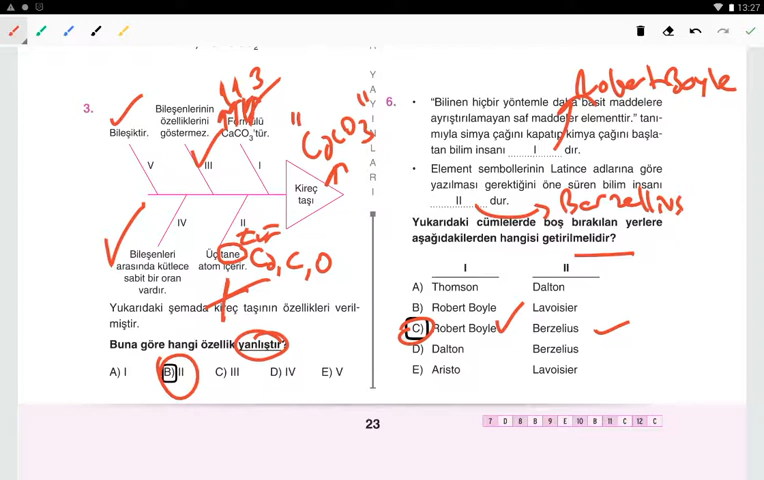 13:27
3.
Bileşiktir.
Bileşenlerinin
özelliklerini
göstermez.
Formülü
CaCO3'tür.
V
III
I
Kireç
taşı
"CaCO3"
IV
II
Bileşenleri
arasında kütlece
sabit bir oran
vardır.
Üç tane
atom içerir.
tür
Ca, C, O
Yukarıdaki şemada kireç taşının özellikleri veril-
miştir.
Buna göre hangi özellik yanlıştır?
A) I B) II C) III D) IV E) V
YAYINLARI
Robert Boyle
6.
• "Bilinen hiçbir yöntemle daha basit maddelere
ayrıştırılamayan saf maddeler elementtir." tanı-
mıyla simya çağını kapatıp kimya çağını başla-
tan bilim insanı ......I...... dır.
• Element sembollerinin Latince adlarına göre
yazılması gerektiğini öne süren bilim insanı
......II...... dur.
Berzellius
Yukarıdaki cümlelerde boş bırakılan yerlere
aşağıdakilerden hangisi getirilmelidir?
I II
A) Thomson Dalton
B) Robert Boyle Lavoisier
C) Robert Boyle Berzelius
D) Dalton Berzelius
E) Aristo Lavoisier
23
7 D 8 B 9 E 10 B 11 C 12 C